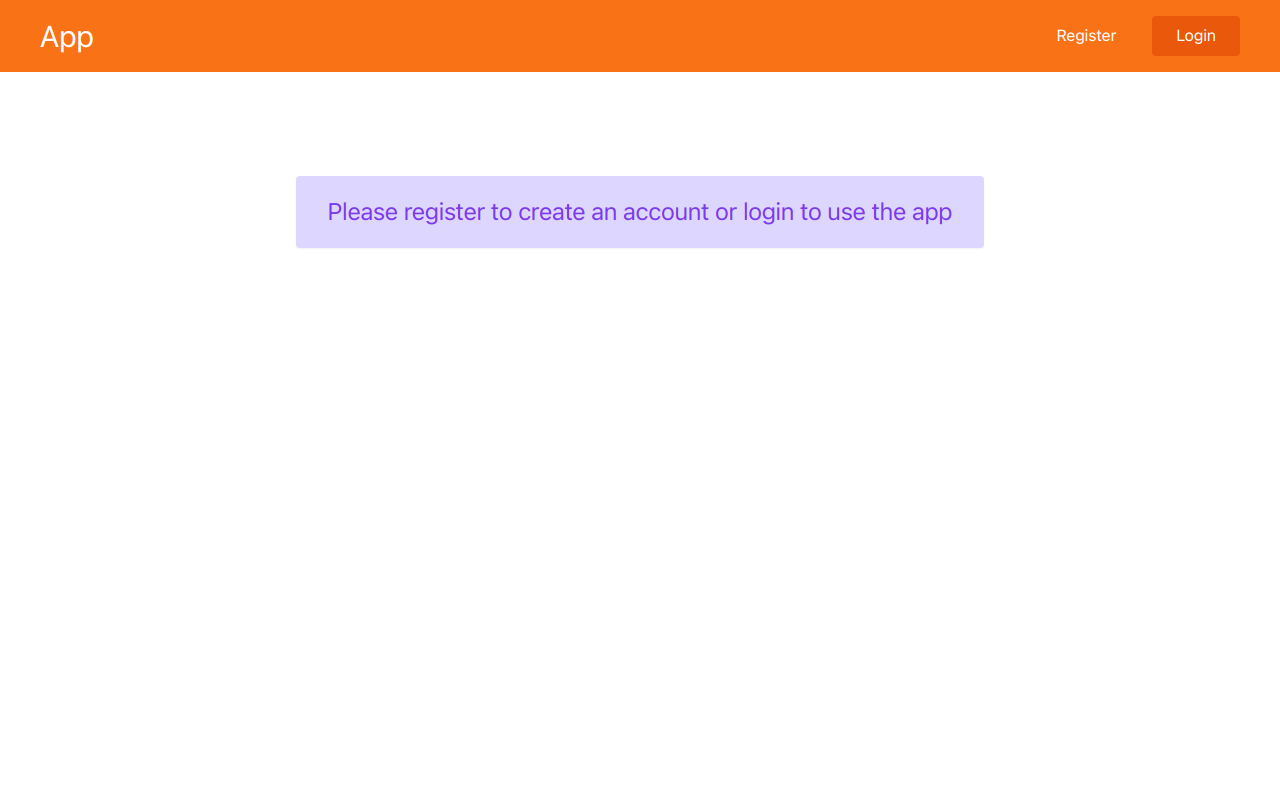 App
Register
Login
Please register to create an account or login to use the app